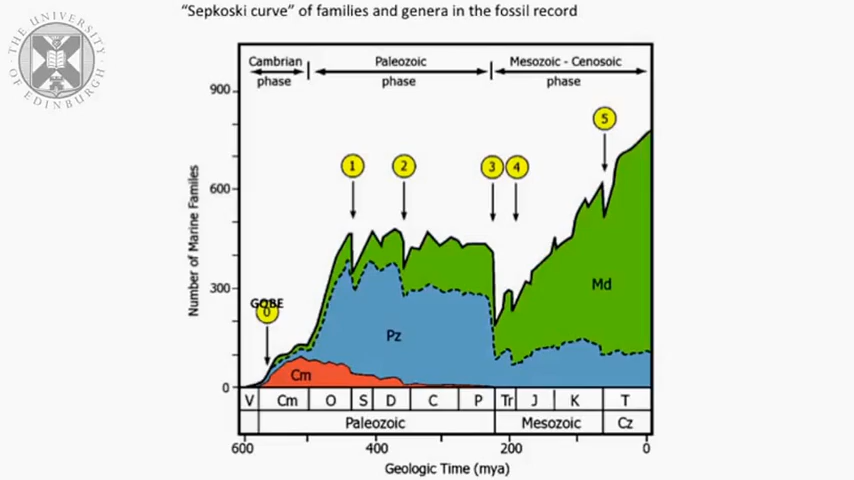 "Sepkoski curve" of families and genera in the fossil record
THE UNIVERSITY OF EDINBURGH
Cambrian phase
Paleozoic phase
Mesozoic - Cenosoic phase
Number of Marine Familes
900
600
300
0
GOBE
0
1
2
3
4
5
Cm
Pz
Md
V Cm O S D C P Tr J K T
Paleozoic Mesozoic Cz
600 400 200 0
Geologic Time (mya)